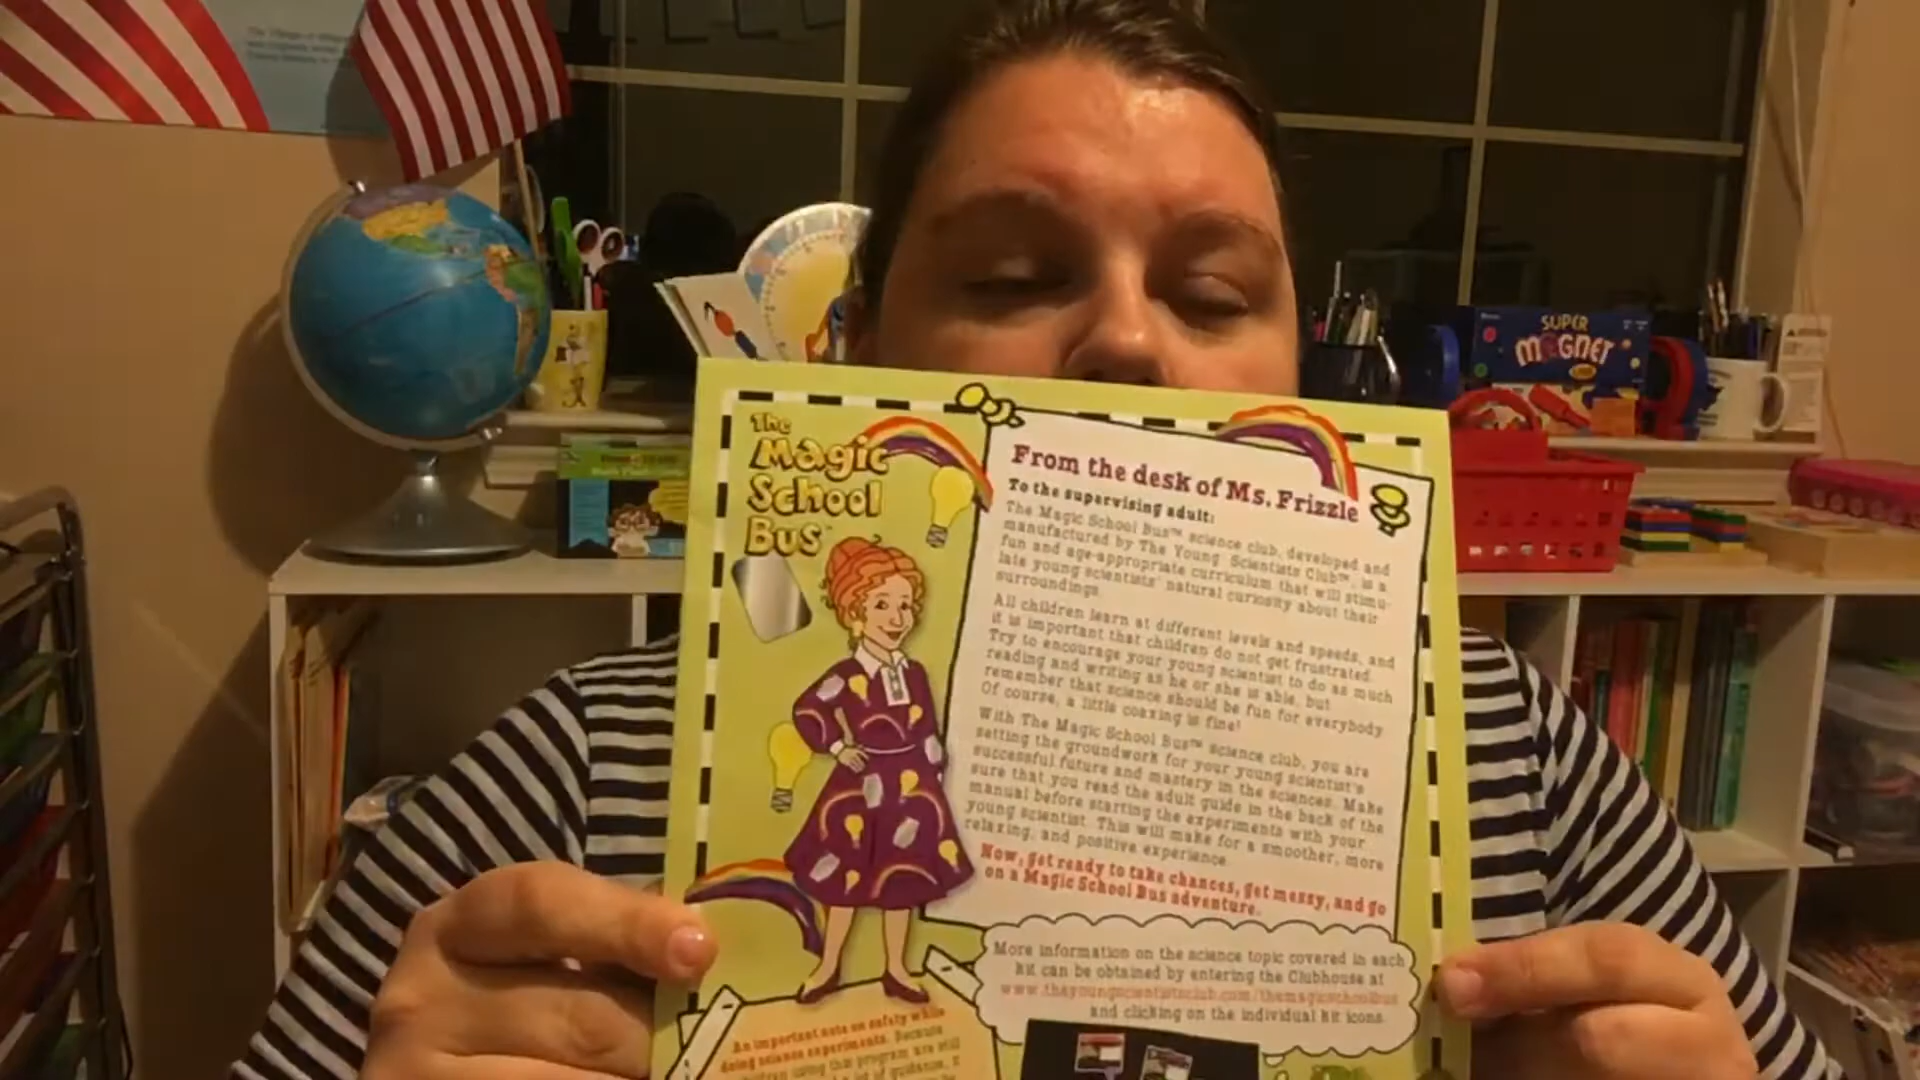 SUPER
MAGNET
The
Magic
School
Bus
From the desk of Ms. Frizzle
To the supervising adult:
The Magic School Bus™ science club, developed and
manufactured by The Young Scientists Club™, is a
fun and age-appropriate curriculum that will stimu-
late young scientists' natural curiosity about their
surroundings.
All children learn at different levels and speeds, and
it is important that children do not get frustrated.
Try to encourage your young scientist to do as much
reading and writing as he or she is able, but
remember that science should be fun for everybody
Of course, a little coaxing is fine!
With The Magic School Bus™ science club, you are
setting the groundwork for your young scientist's
successful future and mastery in the sciences. Make
sure that you read the adult guide in the back of the
manual before starting the experiments with your
young scientist. This will make for a smoother, more
relaxing, and positive experience.
Now, get ready to take chances, get messy, and go
on a Magic School Bus adventure.
More information on the science topic covered in each
kit can be obtained by entering the Clubhouse at
www.theyoungscientistsclub.com/themagicschoolbus
and clicking on the individual kit icons.
An important note on safety while
doing science experiments. Because
children using this program are still
of guidance, it